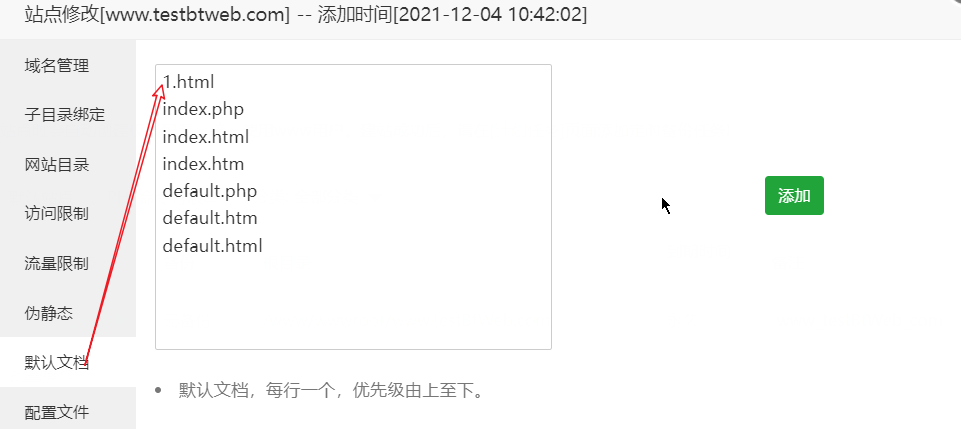 站点修改[www.testbtweb.com] -- 添加时间[2021-12-04 10:42:02]
域名管理
子目录绑定
网站目录
访问限制
流量限制
伪静态
默认文档
配置文件
1.html
index.php
index.html
index.htm
default.php
default.htm
default.html
添加
默认文档，每行一个，优先级由上至下。